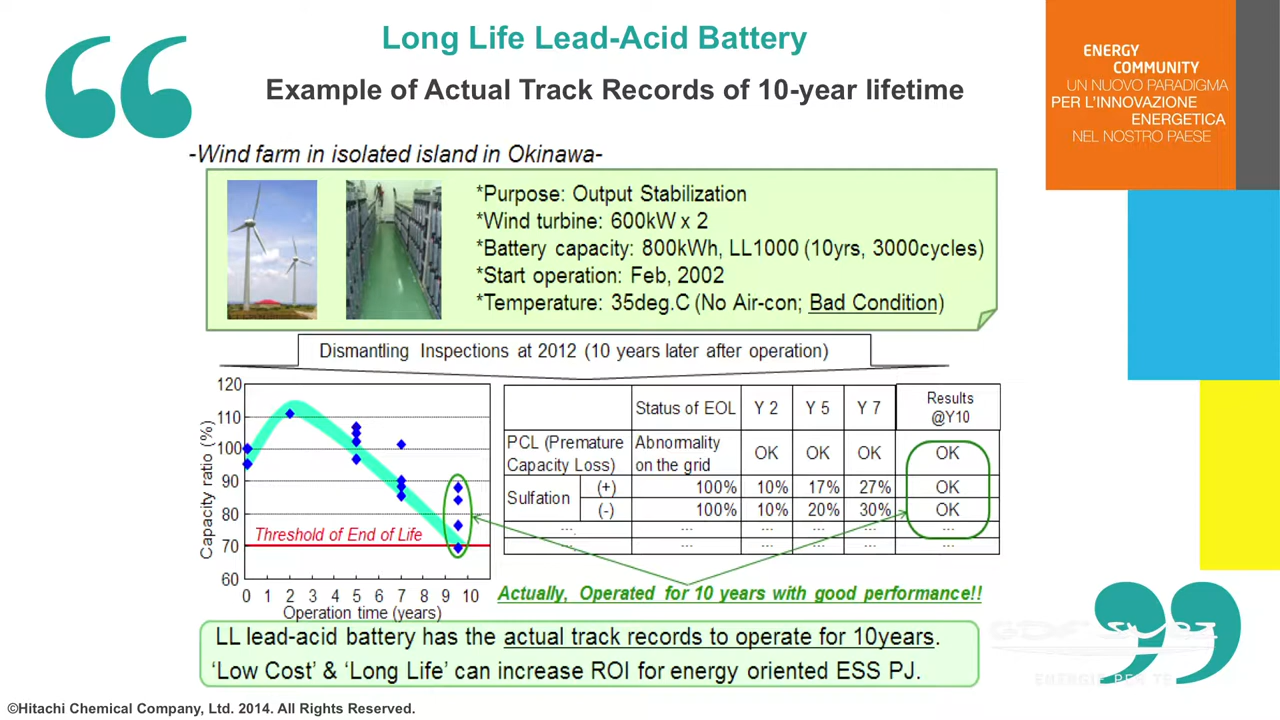 Long Life Lead-Acid Battery
Example of Actual Track Records of 10-year lifetime
ENERGY
COMMUNITY
UN NUOVO PARADIGMA
PER L'INNOVAZIONE
ENERGETICA
NEL NOSTRO PAESE
-Wind farm in isolated island in Okinawa-
*Purpose: Output Stabilization
*Wind turbine: 600kW x 2
*Battery capacity: 800kWh, LL1000 (10yrs, 3000cycles)
*Start operation: Feb, 2002
*Temperature: 35deg.C (No Air-con; Bad Condition)
Dismantling Inspections at 2012 (10 years later after operation)
Capacity ratio (%)
120
110
100
90
80
70
60
Threshold of End of Life
0 1 2 3 4 5 6 7 8 9 10
Operation time (years)
Status of EOL Y 2 Y 5 Y 7 Results @Y10
PCL (Premature Capacity Loss) Abnormality on the grid OK OK OK OK
Sulfation (+) 100% 10% 17% 27% OK
(-) 100% 10% 20% 30% OK
... ... ... ... ... ...
... ... ... ... ... ...
Actually, Operated for 10 years with good performance!!
LL lead-acid battery has the actual track records to operate for 10years.
‘Low Cost’ & ‘Long Life’ can increase ROI for energy oriented ESS PJ.
GDF SUEZ
ENERGIE PER TE
©Hitachi Chemical Company, Ltd. 2014. All Rights Reserved.